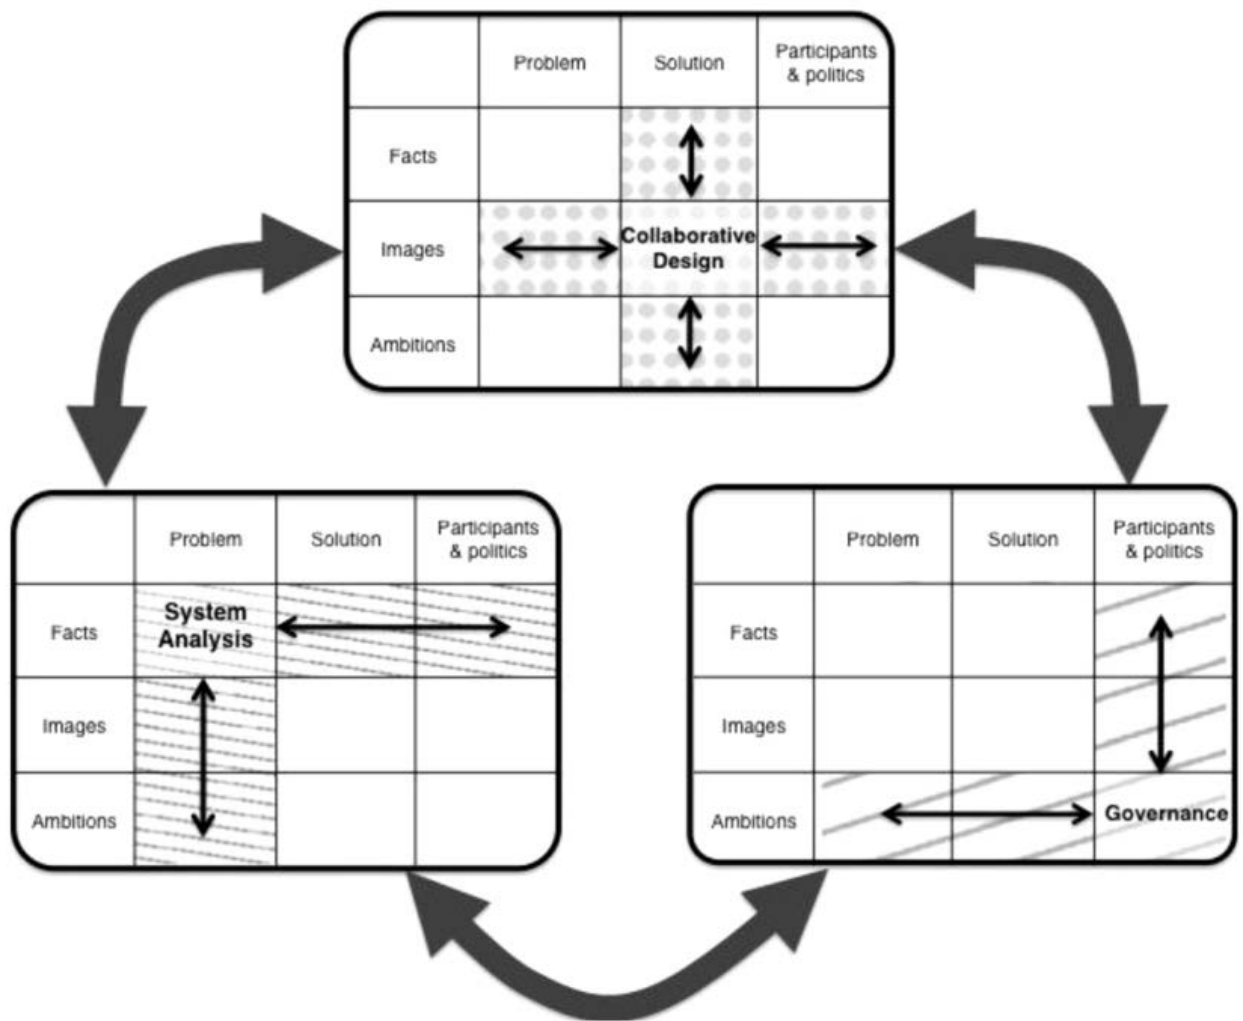 Problem
Solution
Participants
& politics
Facts
Images
Collaborative
Design
Ambitions
Problem
Solution
Participants
& politics
Facts
System
Analysis
Images
Ambitions
Problem
Solution
Participants
& politics
Facts
Images
Ambitions
Governance